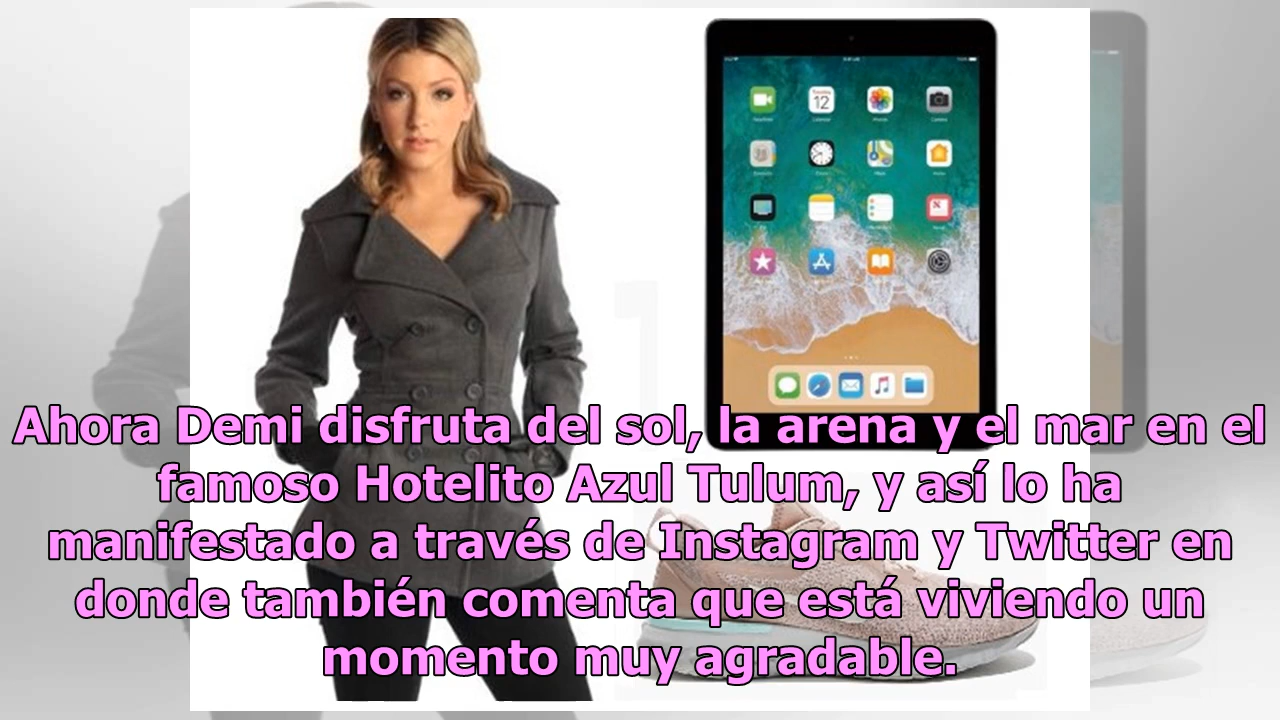 Ahora Demi disfruta del sol, la arena y el mar en el
famoso Hotelito Azul Tulum, y así lo ha
manifestado a través de Instagram y Twitter en
donde también comenta que está viviendo un
momento muy agradable.